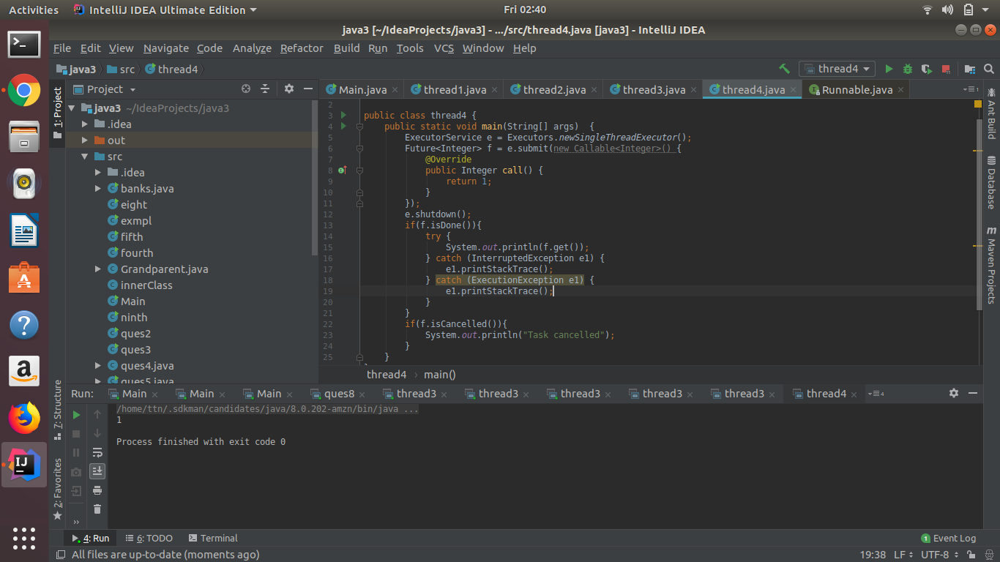 Activities IntelliJ IDEA Ultimate Edition Fri 02:40
java3 [~/IdeaProjects/java3] - .../src/thread4.java [java3] - IntelliJ IDEA
File Edit View Navigate Code Analyze Refactor Build Run Tools VCS Window Help
java3 src thread4 thread4
1: Project
Project
Main.java thread1.java thread2.java thread3.java thread4.java Runnable.java
java3 ~/IdeaProjects/java3
.idea
out
src
.idea
banks.java
eight
exmpl
fifth
fourth
Grandparent.java
innerClass
Main
ninth
ques2
ques3
ques4.java
ques5.java
2
3 public class thread4 {
4 public static void main(String[] args) {
5 ExecutorService e = Executors.newSingleThreadExecutor();
6 Future<Integer> f = e.submit(new Callable<Integer>() {
7 @Override
8 public Integer call() {
9 return 1;
10 }
11 });
12 e.shutdown();
13 if(f.isDone()){
14 try {
15 System.out.println(f.get());
16 } catch (InterruptedException e1) {
17 e1.printStackTrace();
18 } catch (ExecutionException e1) {
19 e1.printStackTrace();
20 }
21 }
22 if(f.isCancelled()){
23 System.out.println("Task cancelled");
24 }
25 }
thread4 main()
Ant Build
Database
Maven Projects
7: Structure
2: Favorites
Run: Main Main Main ques8 thread3 thread3 thread3 thread3 thread3 thread4
/home/ttn/.sdkman/candidates/java/8.0.202-amzn/bin/java ...
1
Process finished with exit code 0
4: Run 6: TODO Terminal 1 Event Log
All files are up-to-date (moments ago) 19:38 LF UTF-8